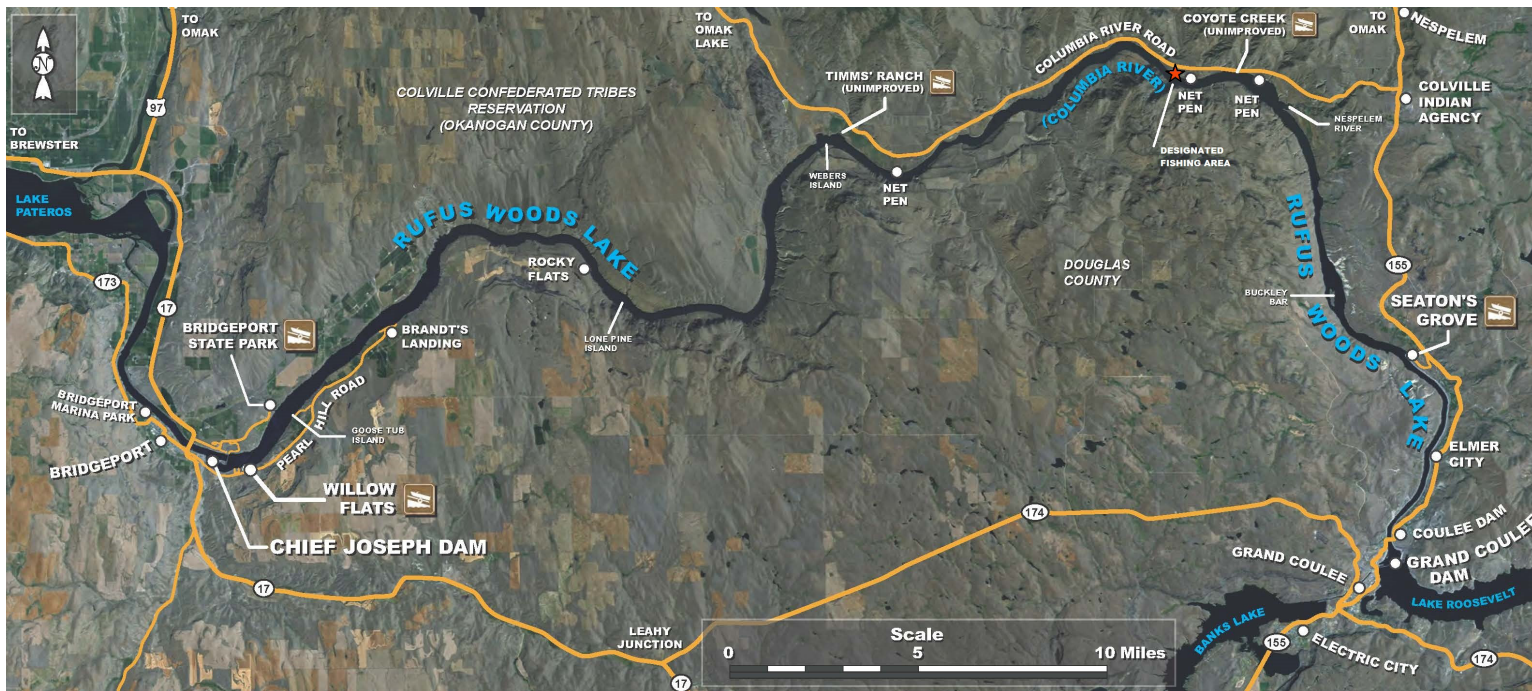 TO
OMAK
TO
OMAK
LAKE
COYOTE CREEK
(UNIMPROVED)
TO
OMAK
NESPELEM
N
97
TO
BREWSTER
COLVILLE CONFEDERATED TRIBES
RESERVATION
(OKANOGAN COUNTY)
TIMMS' RANCH
(UNIMPROVED)
COLUMBIA RIVER ROAD
(COLUMBIA RIVER)
NET
PEN
NET
PEN
COLVILLE
INDIAN
AGENCY
NESPELEM
RIVER
DESIGNATED
FISHING AREA
WEBERS
ISLAND
NET
PEN
LAKE
PATEROS
RUFUS WOODS LAKE
RUFUS WOODS LAKE
ROCKY
FLATS
DOUGLAS
COUNTY
155
173
17
BUCKLEY
BAR
SEATON'S
GROVE
BRIDGEPORT
STATE PARK
BRANDT'S
LANDING
LONE PINE
ISLAND
BRIDGEPORT
MARINA PARK
PEARL HILL ROAD
GOOSE TUB
ISLAND
BRIDGEPORT
WILLOW
FLATS
ELMER
CITY
CHIEF JOSEPH DAM
174
COULEE DAM
GRAND COULEE
GRAND COULEE
DAM
17
LAKE ROOSEVELT
BANKS LAKE
LEAHY
JUNCTION
Scale
0 5 10 Miles
155
ELECTRIC CITY
174
17